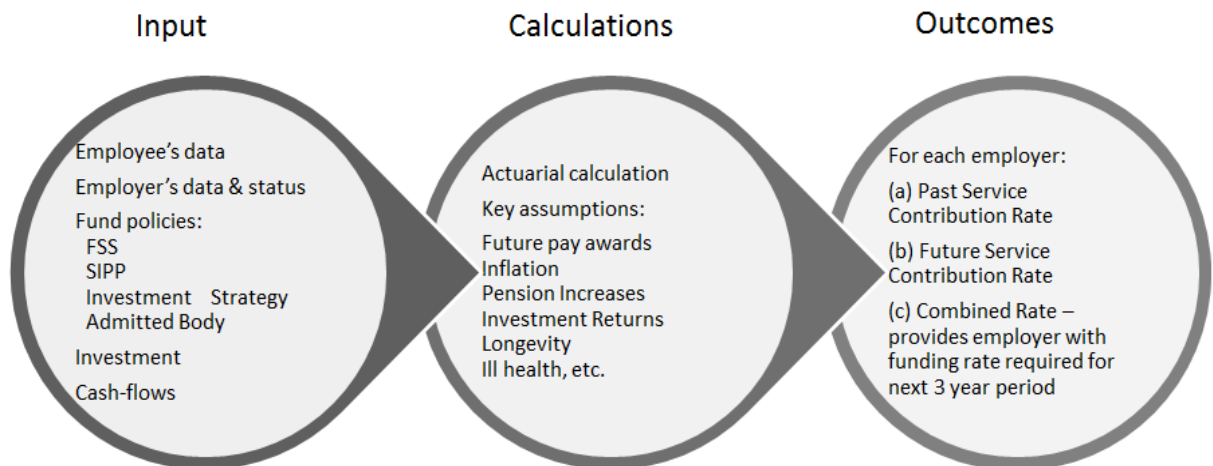 Input
Employee's data
Employer's data & status
Fund policies:
FSS
SIPP
Investment Strategy
Admitted Body
Investment
Cash-flows
Calculations
Actuarial calculation
Key assumptions:
Future pay awards
Inflation
Pension Increases
Investment Returns
Longevity
Ill health, etc.
Outcomes
For each employer:
(a) Past Service
Contribution Rate
(b) Future Service
Contribution Rate
(c) Combined Rate –
provides employer with
funding rate required for
next 3 year period